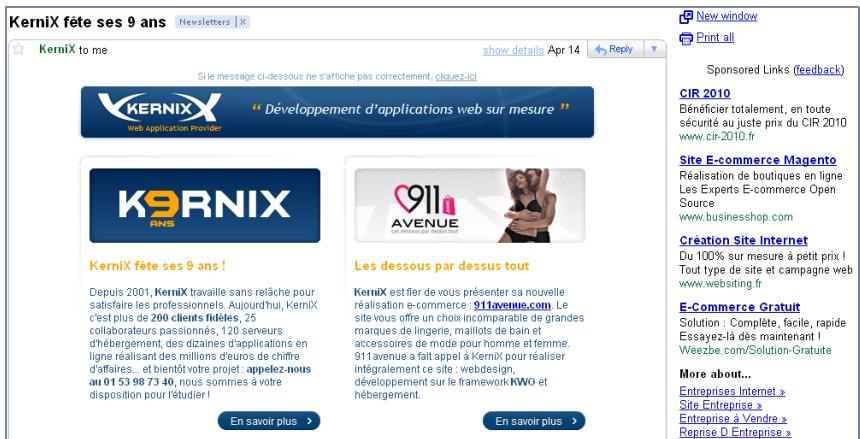 KerniX fête ses 9 ans Newsletters | X
KerniX to me show details Apr 14 Reply
Si le message ci-dessous ne s'affiche pas correctement, cliquez-ici
KERNIX
Web Application Provider
“ Développement d'applications web sur mesure ”
K9RNIX
ANS
KerniX fête ses 9 ans !
Depuis 2001, KerniX travaille sans relâche pour
satisfaire les professionnels. Aujourd'hui, KerniX
c'est plus de 200 clients fidèles, 25
collaborateurs passionnés, 120 serveurs
d'hébergement, des dizaines d'applications en
ligne réalisant des millions d'euros de chiffre
d'affaires... et bientôt votre projet : appelez-nous
au 01 53 98 73 40, nous sommes à votre
disposition pour l'étudier !
En savoir plus >
911
AVENUE
Les dessous par dessus tout
Les dessous par dessus tout
KerniX est fier de vous présenter sa nouvelle
réalisation e-commerce : 911avenue.com. Le
site vous offre un choix incomparable de grandes
marques de lingerie, maillots de bain et
accessoires de mode pour homme et femme.
911avenue a fait appel à KerniX pour réaliser
intégralement ce site : webdesign,
développement sur le framework KWO et
hébergement.
En savoir plus >
New window
Print all
Sponsored Links (feedback)
CIR 2010
Bénéficier totalement, en toute
sécurité au juste prix du CIR 2010
www.cir-2010.fr
Site E-commerce Magento
Réalisation de boutiques en ligne
Les Experts E-commerce Open
Source
www.businesshop.com
Création Site Internet
Du 100% sur mesure à petit prix !
Tout type de site et campagne web
www.websiting.fr
E-Commerce Gratuit
Solution : Complète, facile, rapide
Essayez-là dès maintenant !
Weezbe.com/Solution-Gratuite
More about...
Entreprises Internet »
Site Entreprise »
Entreprise à Vendre »
Reprise D Entreprise »